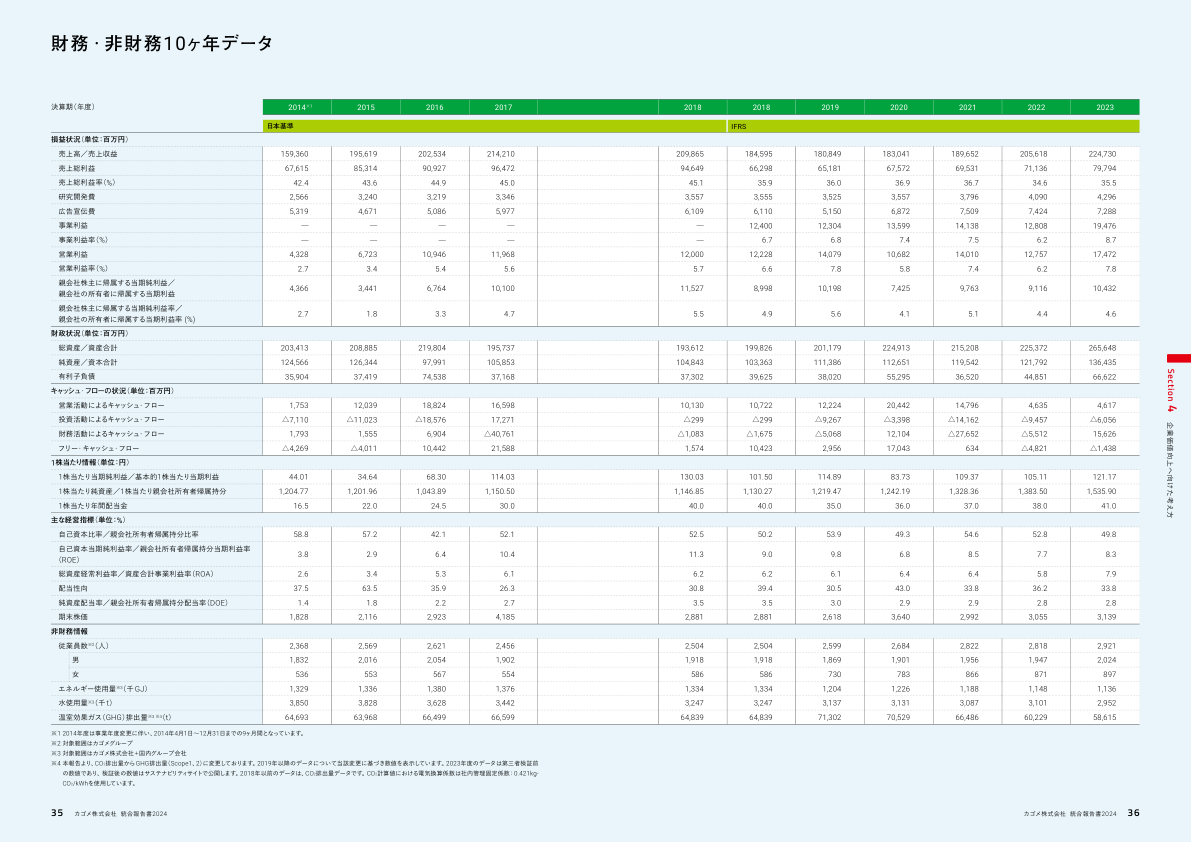 財務・非財務10ヶ年データ
決算期（年度） 2014※1 2015 2016 2017 2018 2018 2019 2020 2021 2022 2023
日本基準 IFRS
損益状況（単位：百万円）
売上高／売上収益 159,360 195,619 202,534 214,210 209,865 184,595 180,849 183,041 189,652 205,618 224,730
売上総利益 67,615 85,314 90,927 96,472 94,649 66,298 65,181 67,572 69,531 71,136 79,794
売上総利益率（%） 42.4 43.6 44.9 45.0 45.1 35.9 36.0 36.9 36.7 34.6 35.5
研究開発費 2,566 3,240 3,219 3,346 3,557 3,555 3,525 3,557 3,796 4,090 4,296
広告宣伝費 5,319 4,671 5,086 5,977 6,109 6,110 5,150 6,872 7,509 7,424 7,288
事業利益 — — — — — 12,400 12,304 13,599 14,138 12,808 19,476
事業利益率（%） — — — — — 6.7 6.8 7.4 7.5 6.2 8.7
営業利益 4,328 6,723 10,946 11,968 12,000 12,228 14,079 10,682 14,010 12,757 17,472
営業利益率（%） 2.7 3.4 5.4 5.6 5.7 6.6 7.8 5.8 7.4 6.2 7.8
親会社株主に帰属する当期純利益／
親会社の所有者に帰属する当期利益 4,366 3,441 6,764 10,100 11,527 8,998 10,198 7,425 9,763 9,116 10,432
親会社株主に帰属する当期純利益率／
親会社の所有者に帰属する当期利益率 (%) 2.7 1.8 3.3 4.7 5.5 4.9 5.6 4.1 5.1 4.4 4.6
財政状況（単位：百万円）
総資産／資産合計 203,413 208,885 219,804 195,737 193,612 199,826 201,179 224,913 215,208 225,372 265,648
純資産／資本合計 124,566 126,344 97,991 105,853 104,843 103,363 111,386 112,651 119,542 121,792 136,435
有利子負債 35,904 37,419 74,538 37,168 37,302 39,625 38,020 55,295 36,520 44,851 66,622
キャッシュ・フローの状況（単位：百万円）
営業活動によるキャッシュ・フロー 1,753 12,039 18,824 16,598 10,130 10,722 12,224 20,442 14,796 4,635 4,617
投資活動によるキャッシュ・フロー △7,110 △11,023 △18,576 17,271 △299 △299 △9,267 △3,398 △14,162 △9,457 △6,056
財務活動によるキャッシュ・フロー 1,793 1,555 6,904 △40,761 △1,083 △1,675 △5,068 12,104 △27,652 △5,512 15,626
フリー・キャッシュ・フロー △4,269 △4,011 10,442 21,588 1,574 10,423 2,956 17,043 634 △4,821 △1,438
1株当たり情報（単位：円）
1株当たり当期純利益／基本的1株当たり当期利益 44.01 34.64 68.30 114.03 130.03 101.50 114.89 83.73 109.37 105.11 121.17
1株当たり純資産／1株当たり親会社所有者帰属持分 1,204.77 1,201.96 1,043.89 1,150.50 1,146.85 1,130.27 1,219.47 1,242.19 1,328.36 1,383.50 1,535.90
1株当たり年間配当金 16.5 22.0 24.5 30.0 40.0 40.0 35.0 36.0 37.0 38.0 41.0
主な経営指標（単位：%）
自己資本比率／親会社所有者帰属持分比率 58.8 57.2 42.1 52.1 52.5 50.2 53.9 49.3 54.6 52.8 49.8
自己資本当期純利益率／親会社所有者帰属持分当期利益率
（ROE） 3.8 2.9 6.4 10.4 11.3 9.0 9.8 6.8 8.5 7.7 8.3
総資産経常利益率／資産合計事業利益率（ROA） 2.6 3.4 5.3 6.1 6.2 6.2 6.1 6.4 6.4 5.8 7.9
配当性向 37.5 63.5 35.9 26.3 30.8 39.4 30.5 43.0 33.8 36.2 33.8
純資産配当率／親会社所有者帰属持分配当率（DOE） 1.4 1.8 2.2 2.7 3.5 3.5 3.0 2.9 2.9 2.8 2.8
期末株価 1,828 2,116 2,923 4,185 2,881 2,881 2,618 3,640 2,992 3,055 3,139
非財務情報
従業員数※2（人） 2,368 2,569 2,621 2,456 2,504 2,504 2,599 2,684 2,822 2,818 2,921
男 1,832 2,016 2,054 1,902 1,918 1,918 1,869 1,901 1,956 1,947 2,024
女 536 553 567 554 586 586 730 783 866 871 897
エネルギー使用量※3（千GJ） 1,329 1,336 1,380 1,376 1,334 1,334 1,204 1,226 1,188 1,148 1,136
水使用量※3（千t） 3,850 3,828 3,628 3,442 3,247 3,247 3,137 3,131 3,087 3,101 2,952
温室効果ガス（GHG）排出量※3 ※4（t） 64,693 63,968 66,499 66,599 64,839 64,839 71,302 70,529 66,486 60,229 58,615
※1 2014年度は事業年度変更に伴い、2014年4月1日〜12月31日までの9ヶ月間となっています。
※2 対象範囲はカゴメグループ
※3 対象範囲はカゴメ株式会社＋国内グループ会社
※4 本報告より、CO₂排出量からGHG排出量（Scope1、2）に変更しております。2019年以降のデータについて当該変更に基づき数値を表示しています。2023年度のデータは第三者検証前
の数値であり、検証後の数値はサステナビリティサイトで公開します。2018年以前のデータは、CO₂排出量データです。CO₂計算値における電気換算係数は社内管理固定係数：0.421kg-
CO₂/kWhを使用しています。
Section 4 企業価値向上へ向けた考え方
35 カゴメ株式会社 統合報告書2024
カゴメ株式会社 統合報告書2024 36